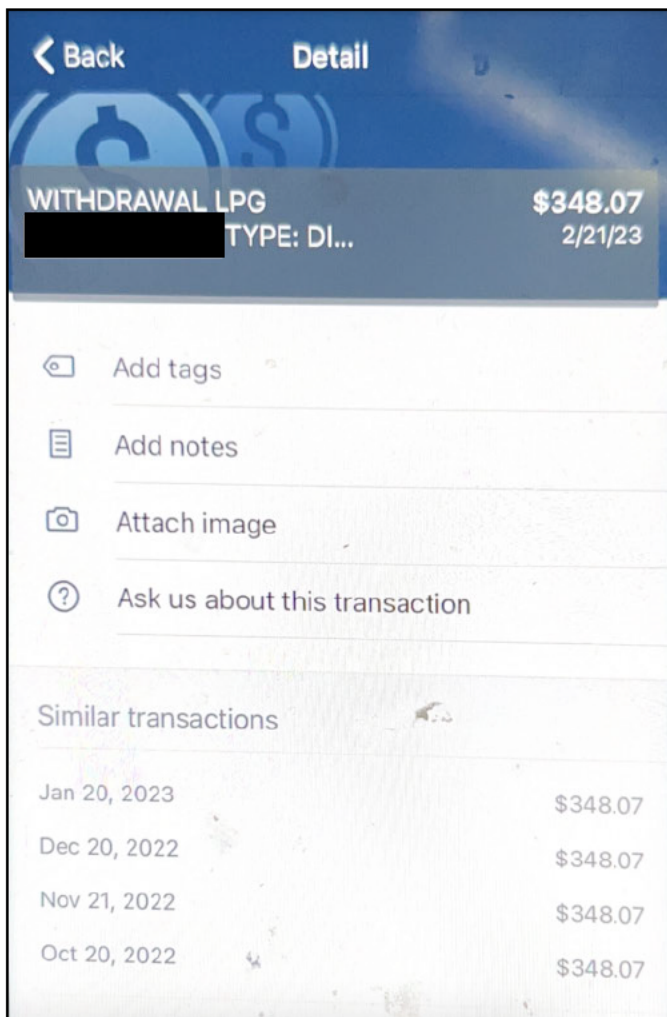 Back
Detail
WITHDRAWAL LPG $348.07
TYPE: DI... 2/21/23
Add tags
Add notes
Attach image
Ask us about this transaction
Similar transactions
Jan 20, 2023 $348.07
Dec 20, 2022 $348.07
Nov 21, 2022 $348.07
Oct 20, 2022 $348.07